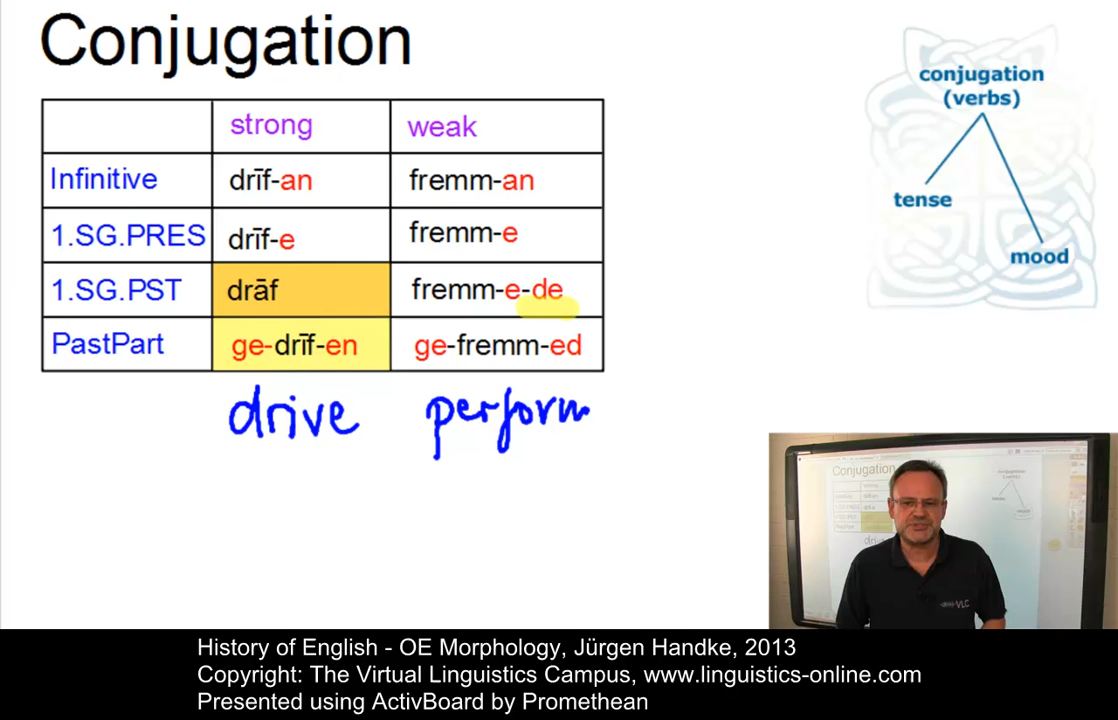 Conjugation
strong weak
Infinitive drīf-an fremm-an
1.SG.PRES drīf-e fremm-e
1.SG.PST drāf fremm-e-de
PastPart ge-drīf-en ge-fremm-ed
drive perform
conjugation
(verbs)
tense
mood
Conjugation
VLC
History of English - OE Morphology, Jürgen Handke, 2013
Copyright: The Virtual Linguistics Campus, www.linguistics-online.com
Presented using ActivBoard by Promethean